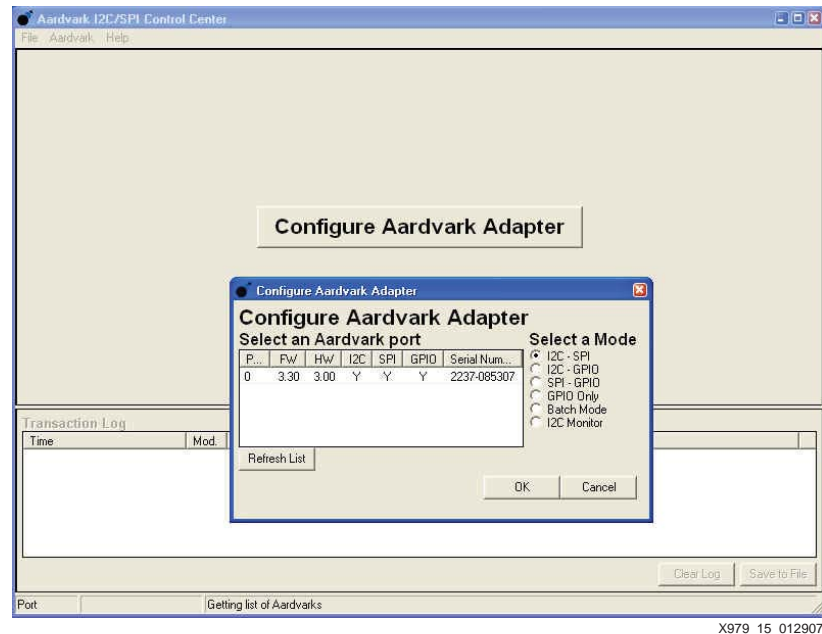 Aardvark I2C/SPI Control Center
File Aardvark Help
Configure Aardvark Adapter
Configure Aardvark Adapter
Configure Aardvark Adapter
Select an Aardvark port
Select a Mode
P... FW HW I2C SPI GPIO Serial Num...
0 3.30 3.00 Y Y Y 2237-085307
I2C - SPI
I2C - GPIO
SPI - GPIO
GPIO Only
Batch Mode
I2C Monitor
Refresh List
OK Cancel
Transaction Log
Time Mod.
Clear Log Save to File
Port Getting list of Aardvarks
X979_15_012907